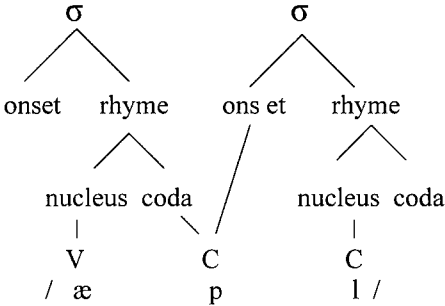 σ σ
onset rhyme ons et rhyme
nucleus coda nucleus coda
V C C
/ æ p l /